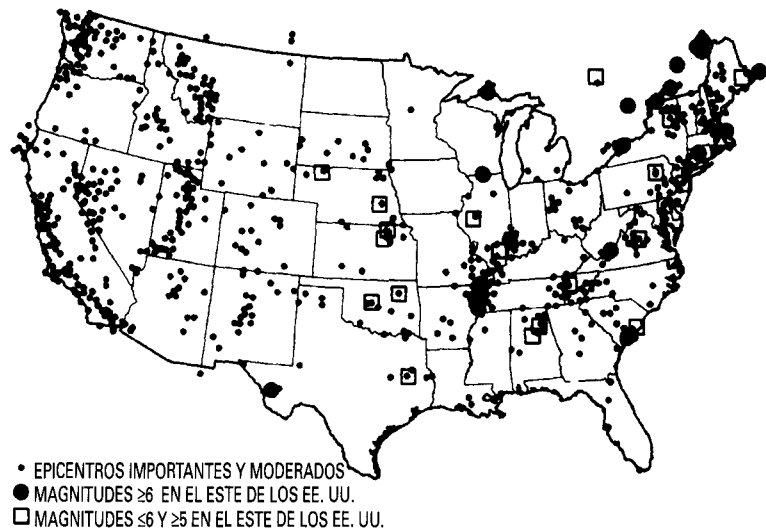 EPICENTROS IMPORTANTES Y MODERADOS
MAGNITUDES ≥6 EN EL ESTE DE LOS EE. UU.
MAGNITUDES ≤6 Y ≥5 EN EL ESTE DE LOS EE. UU.